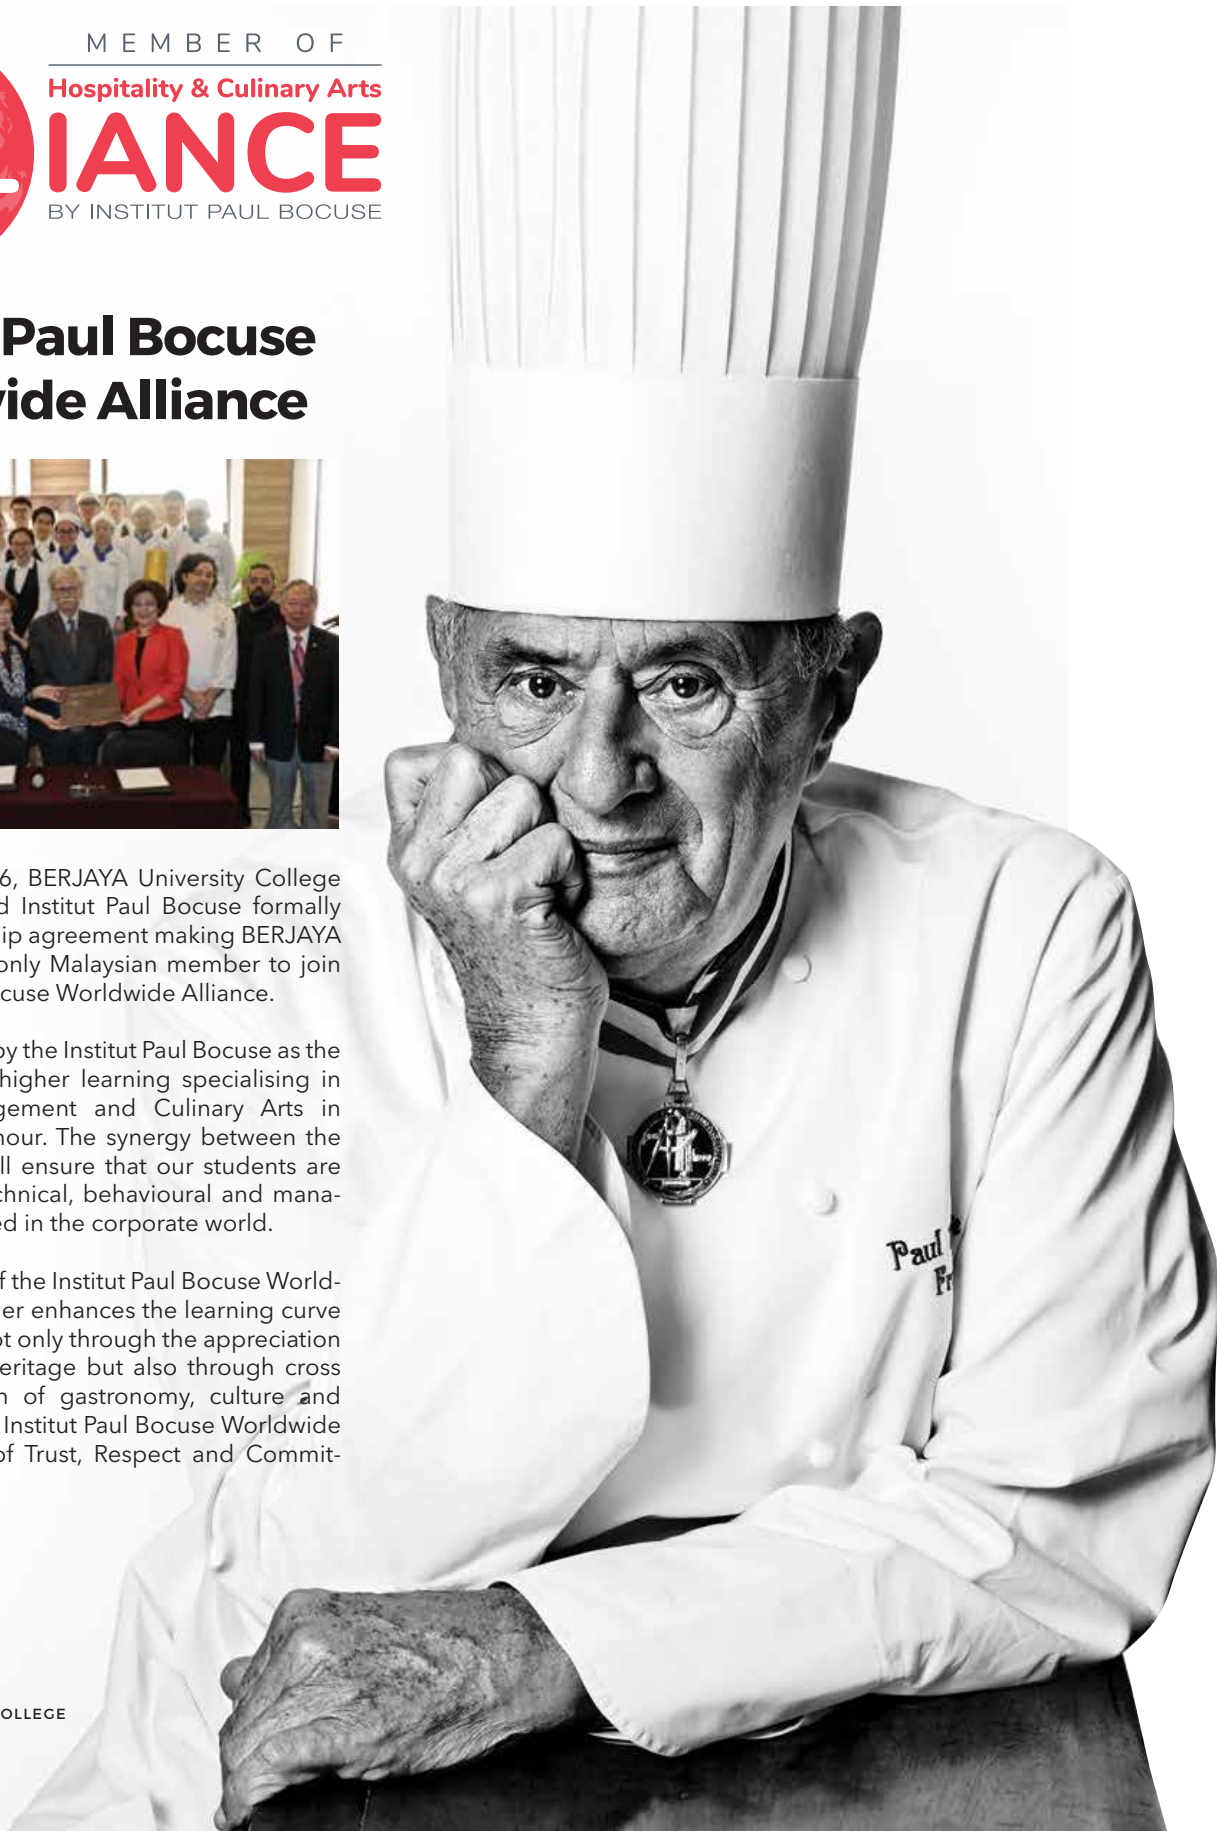 MEMBER OF
Hospitality & Culinary Arts
IANCE
BY INSTITUT PAUL BOCUSE
Paul Bocuse
ide Alliance
6, BERJAYA University College
d Institut Paul Bocuse formally
ip agreement making BERJAYA
only Malaysian member to join
cuse Worldwide Alliance.
by the Institut Paul Bocuse as the
higher learning specialising in
gement and Culinary Arts in
nour. The synergy between the
ll ensure that our students are
chnical, behavioural and mana-
ed in the corporate world.
f the Institut Paul Bocuse World-
er enhances the learning curve
ot only through the appreciation
eritage but also through cross
n of gastronomy, culture and
Institut Paul Bocuse Worldwide
of Trust, Respect and Commit-
Paul
Fr
OLLEGE